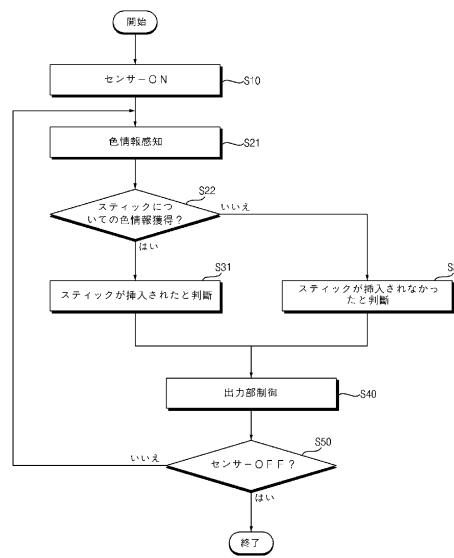 開始
センサーＯＮ
S10
色情報感知
S21
S22
スティックにつ
いての色情報獲得？
いいえ
はい
S31
スティックが挿入されたと判断
スティックが挿入されなかっ
たと判断
出力部制御
S40
S50
センサーＯＦＦ？
いいえ
はい
終了